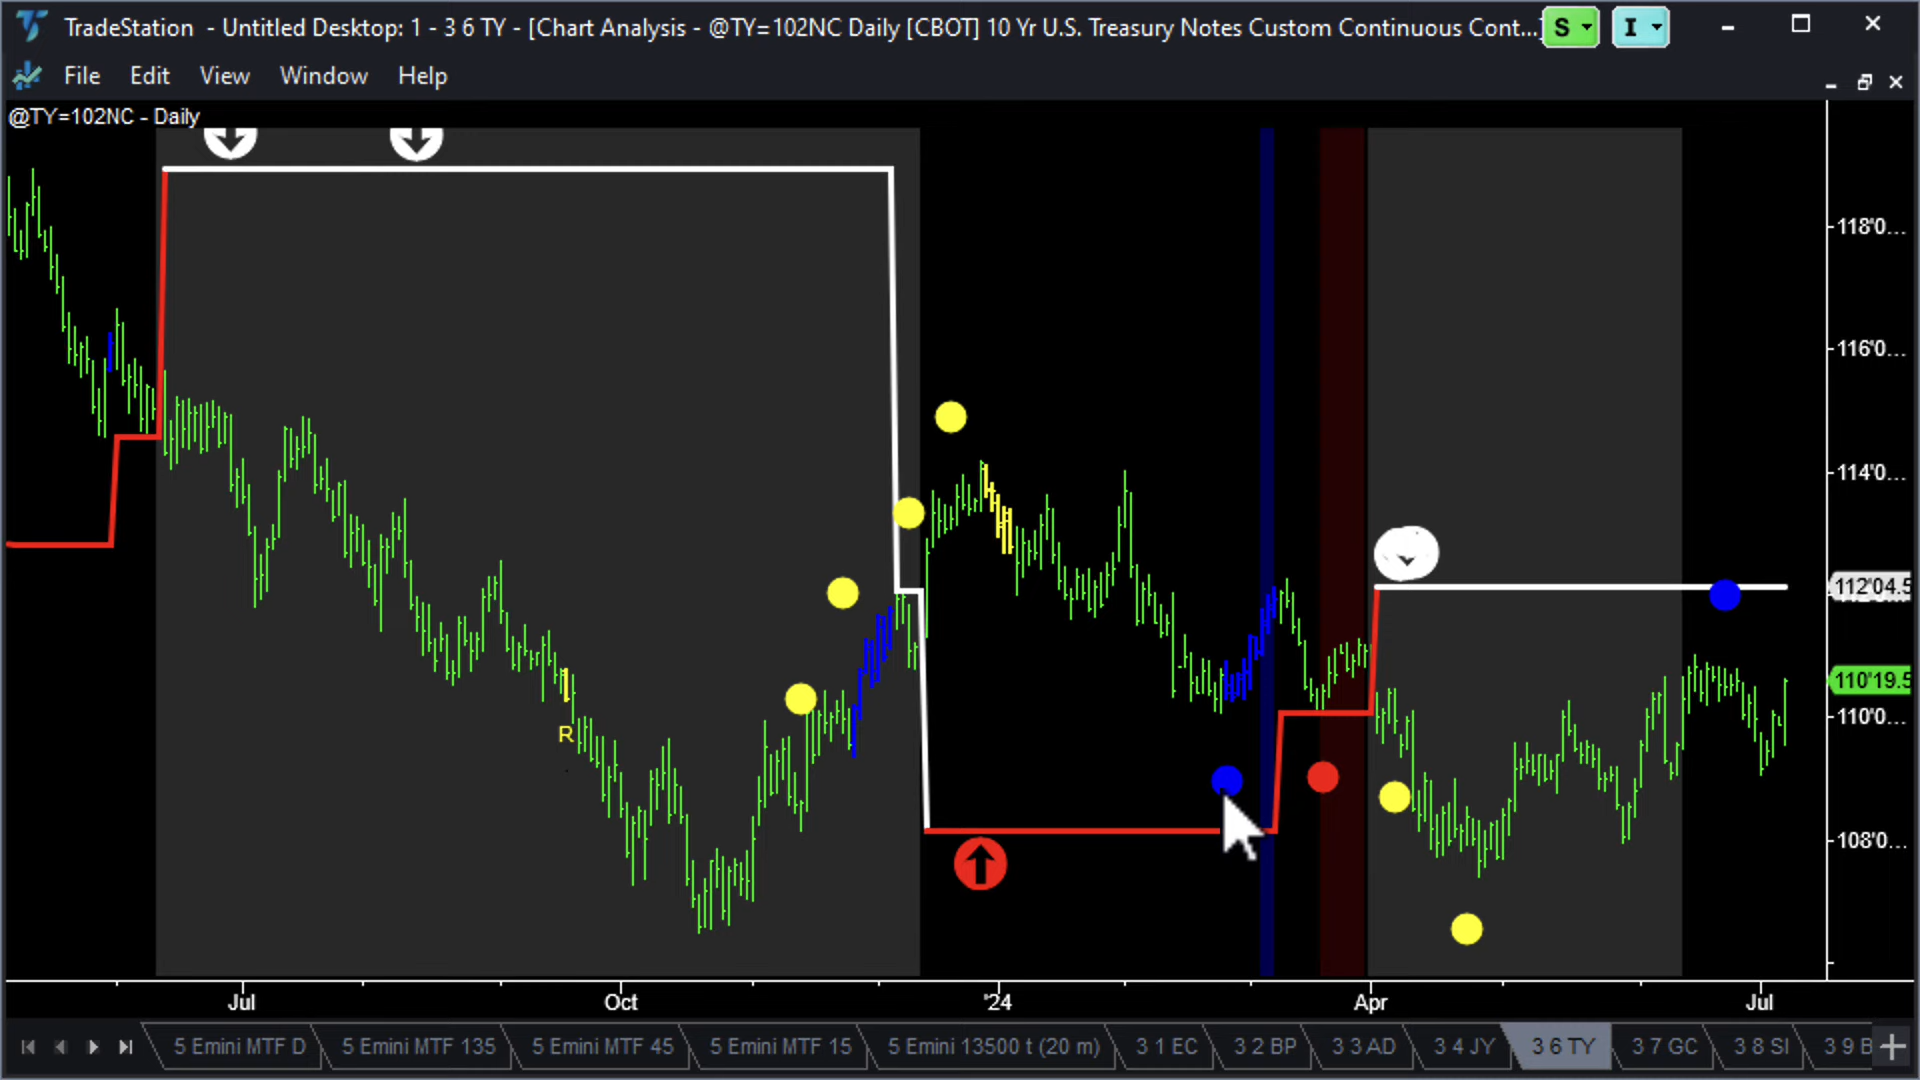 TradeStation - Untitled Desktop: 1 - 3 6 TY - [Chart Analysis - @TY=102NC Daily [CBOT] 10 Yr U.S. Treasury Notes Custom Continuous Cont...]
S
I
File Edit View Window Help
@TY=102NC - Daily
118'0...
116'0...
114'0...
112'04.5
110'19.5
110'0...
R
108'0...
Jul Oct '24 Apr Jul
5 Emini MTF D 5 Emini MTF 135 5 Emini MTF 45 5 Emini MTF 15 5 Emini 13500 t (20 m) 3 1 EC 3 2 BP 3 3 AD 3 4 JY 3 6 TY 3 7 GC 3 8 SI 3 9 B